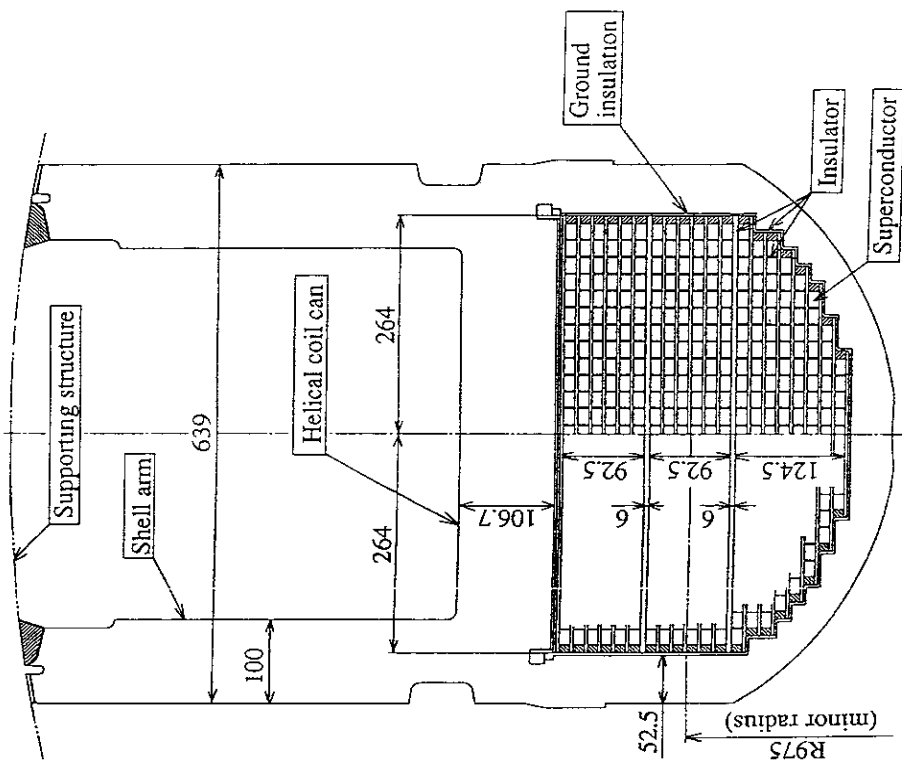 Supporting structure
639
Shell arm
Helical coil can
264
264
100
106.7
Ground
insulation
92.5
6
92.5
6
124.5
Insulator
Superconductor
52.5
R975
(minor radius)